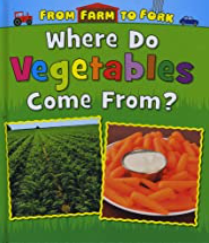 FROM FARM TO FORK
Where Do
Vegetables
Come From?